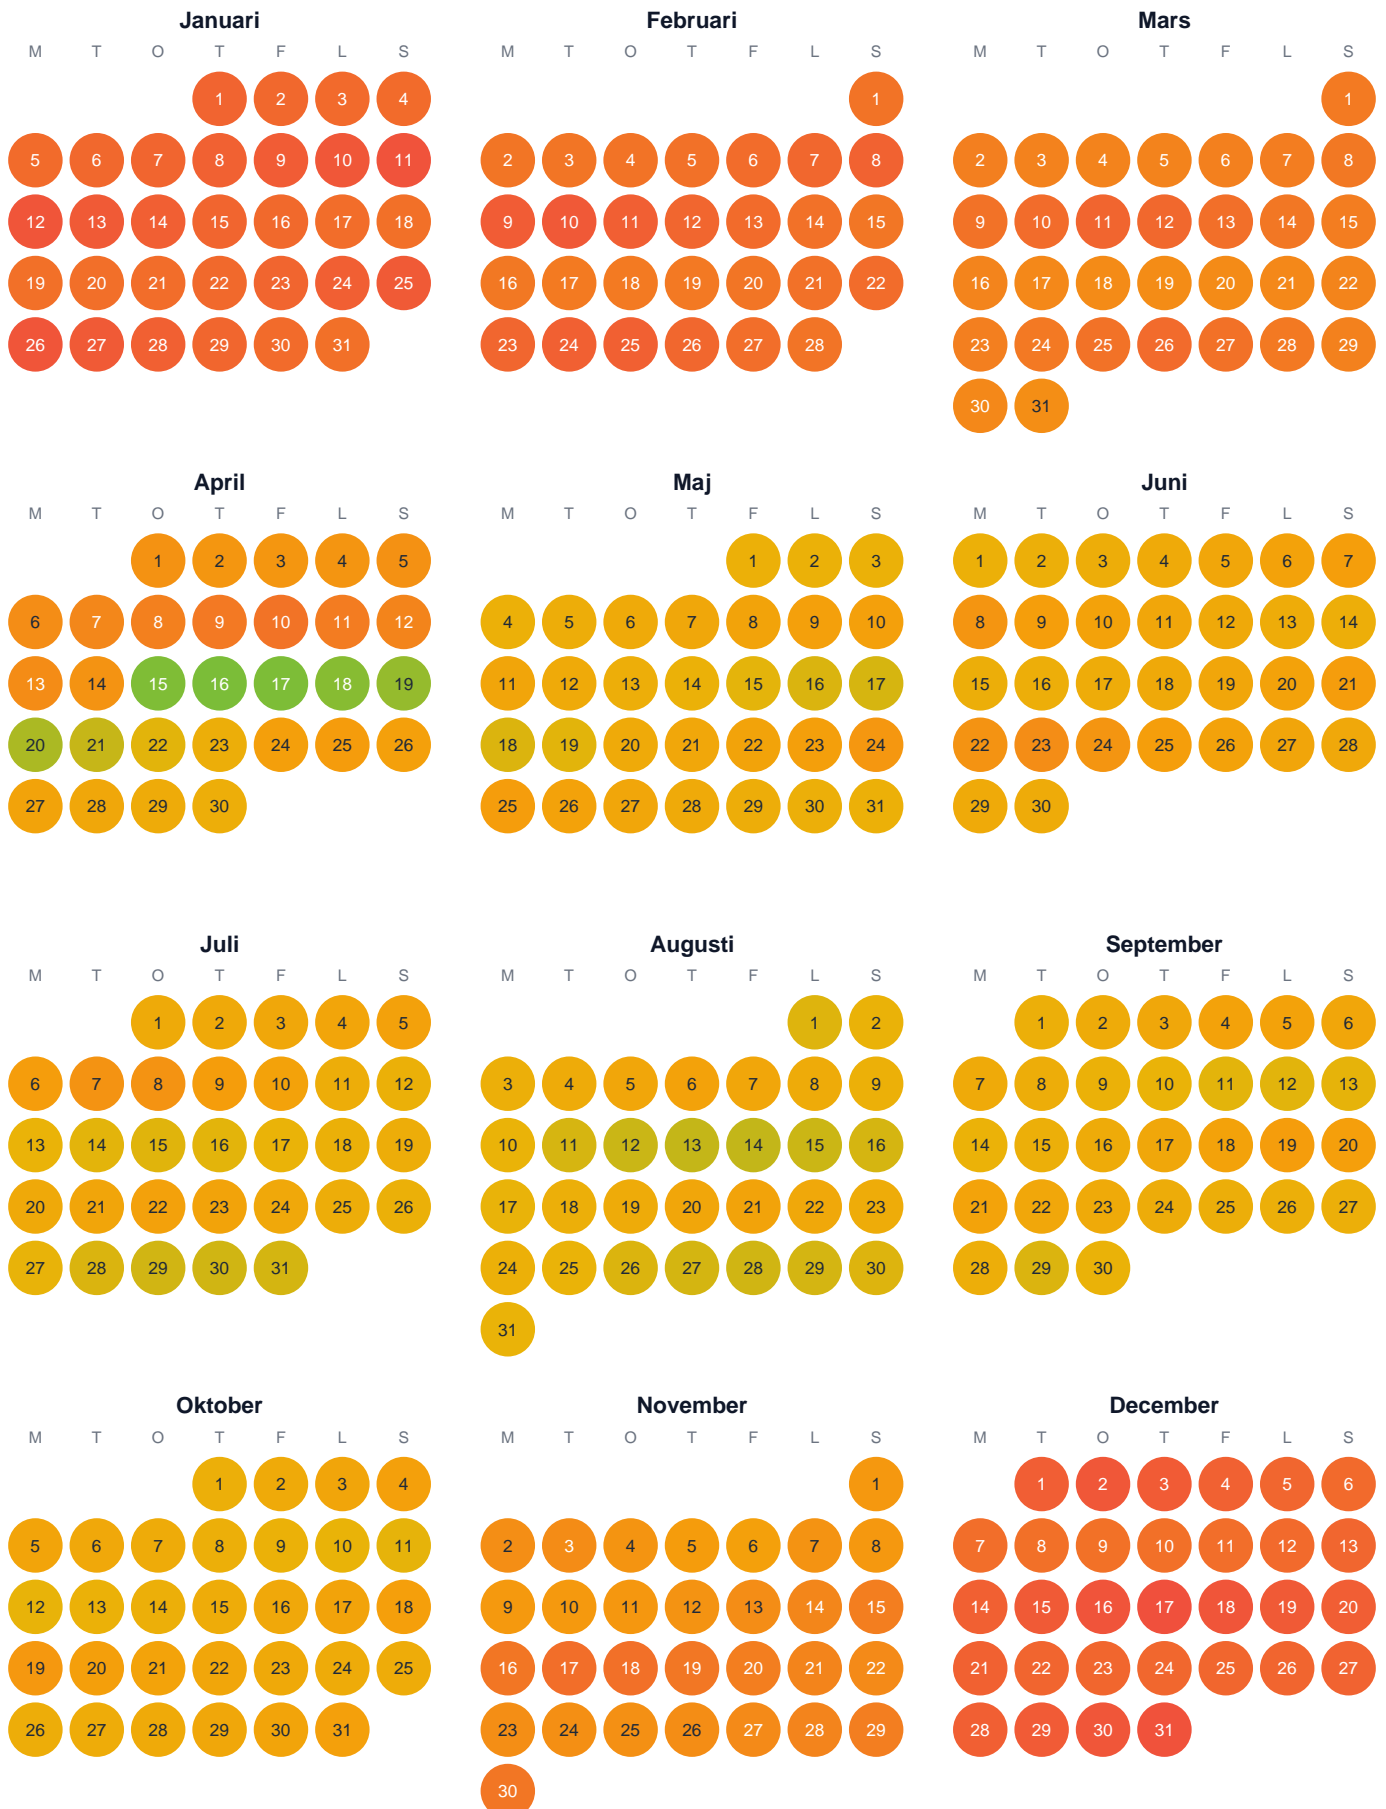 Januari Februari Mars
M T O T F L S M T O T F L S M T O T F L S
1 2 3 4 1 1
5 6 7 8 9 10 11 2 3 4 5 6 7 8 2 3 4 5 6 7 8
12 13 14 15 16 17 18 9 10 11 12 13 14 15 9 10 11 12 13 14 15
19 20 21 22 23 24 25 16 17 18 19 20 21 22 16 17 18 19 20 21 22
26 27 28 29 30 31 23 24 25 26 27 28 23 24 25 26 27 28 29
30 31
April Maj Juni
M T O T F L S M T O T F L S M T O T F L S
1 2 3 4 5 1 2 3 1 2 3 4 5 6 7
6 7 8 9 10 11 12 4 5 6 7 8 9 10 8 9 10 11 12 13 14
13 14 15 16 17 18 19 11 12 13 14 15 16 17 15 16 17 18 19 20 21
20 21 22 23 24 25 26 18 19 20 21 22 23 24 22 23 24 25 26 27 28
27 28 29 30 25 26 27 28 29 30 31 29 30
Juli Augusti September
M T O T F L S M T O T F L S M T O T F L S
1 2 3 4 5 1 2 1 2 3 4 5 6
6 7 8 9 10 11 12 3 4 5 6 7 8 9 7 8 9 10 11 12 13
13 14 15 16 17 18 19 10 11 12 13 14 15 16 14 15 16 17 18 19 20
20 21 22 23 24 25 26 17 18 19 20 21 22 23 21 22 23 24 25 26 27
27 28 29 30 31 24 25 26 27 28 29 30 28 29 30
31
Oktober November December
M T O T F L S M T O T F L S M T O T F L S
1 2 3 4 1 1 2 3 4 5 6
5 6 7 8 9 10 11 2 3 4 5 6 7 8 7 8 9 10 11 12 13
12 13 14 15 16 17 18 9 10 11 12 13 14 15 14 15 16 17 18 19 20
19 20 21 22 23 24 25 16 17 18 19 20 21 22 21 22 23 24 25 26 27
26 27 28 29 30 31 23 24 25 26 27 28 29 28 29 30 31
30